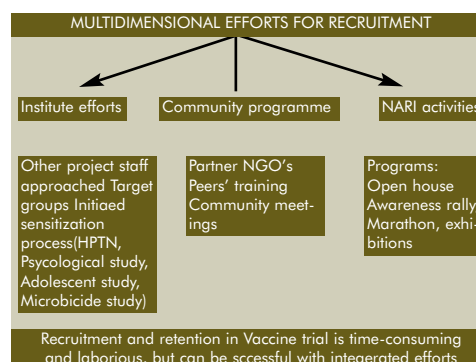 MULTIDIMENSIONAL EFFORTS FOR RECRUITMENT
Institute efforts
Community programme
NARI activities
Other project staff
approached Target
groups Initiaed
sensitization
process(HPTN,
Psycological study,
Adolescent study,
Microbicide study)
Partner NGO's
Peers' training
Community meet-
ings
Programs:
Open house
Awareness rally
Marathon, exhi-
bitions
Recruitment and retention in Vaccine trial is time-consuming
and laborious, but can be sccessful with integerated efforts